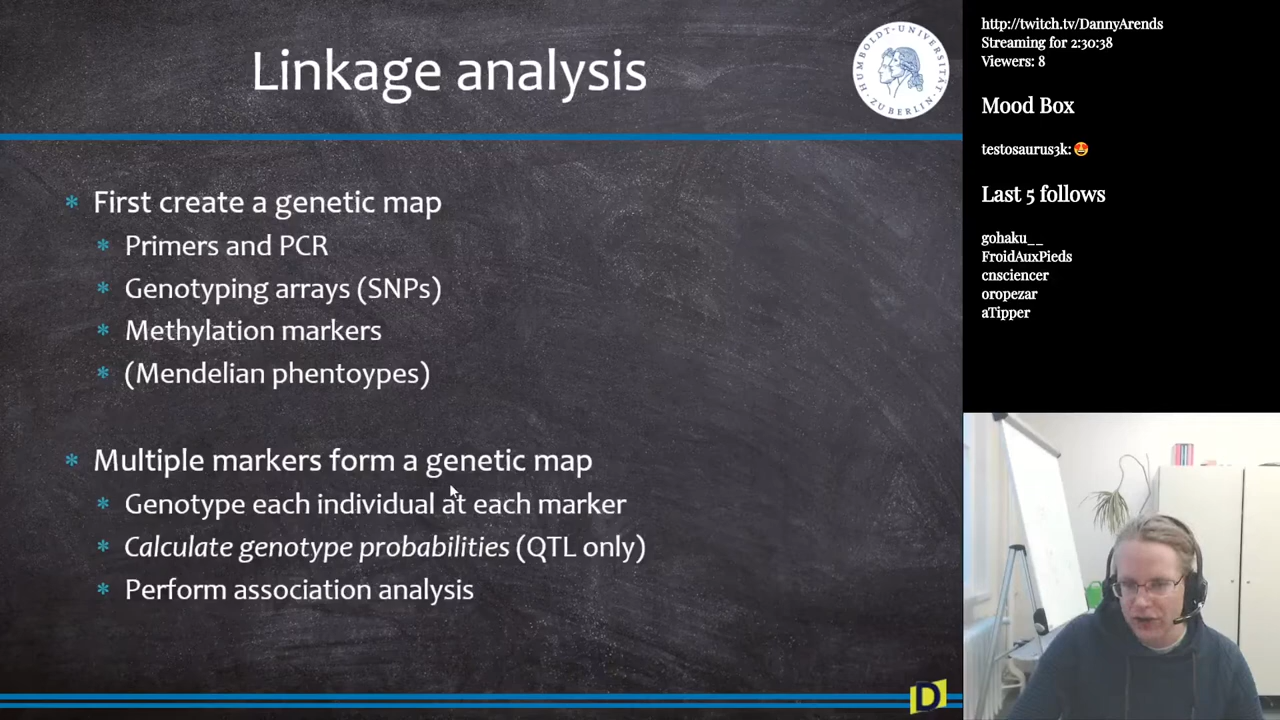 Linkage analysis
HUMBOLDT-UNIVERSITÄT
ZU BERLIN
First create a genetic map
Primers and PCR
Genotyping arrays (SNPs)
Methylation markers
(Mendelian phentoypes)
Multiple markers form a genetic map
Genotype each individual at each marker
Calculate genotype probabilities (QTL only)
Perform association analysis
D
http://twitch.tv/DannyArends
Streaming for 2:30:38
Viewers: 8
Mood Box
testosaurus3k: 🤩
Last 5 follows
gohaku__
FroidAuxPieds
cnsciencer
oropezar
aTipper